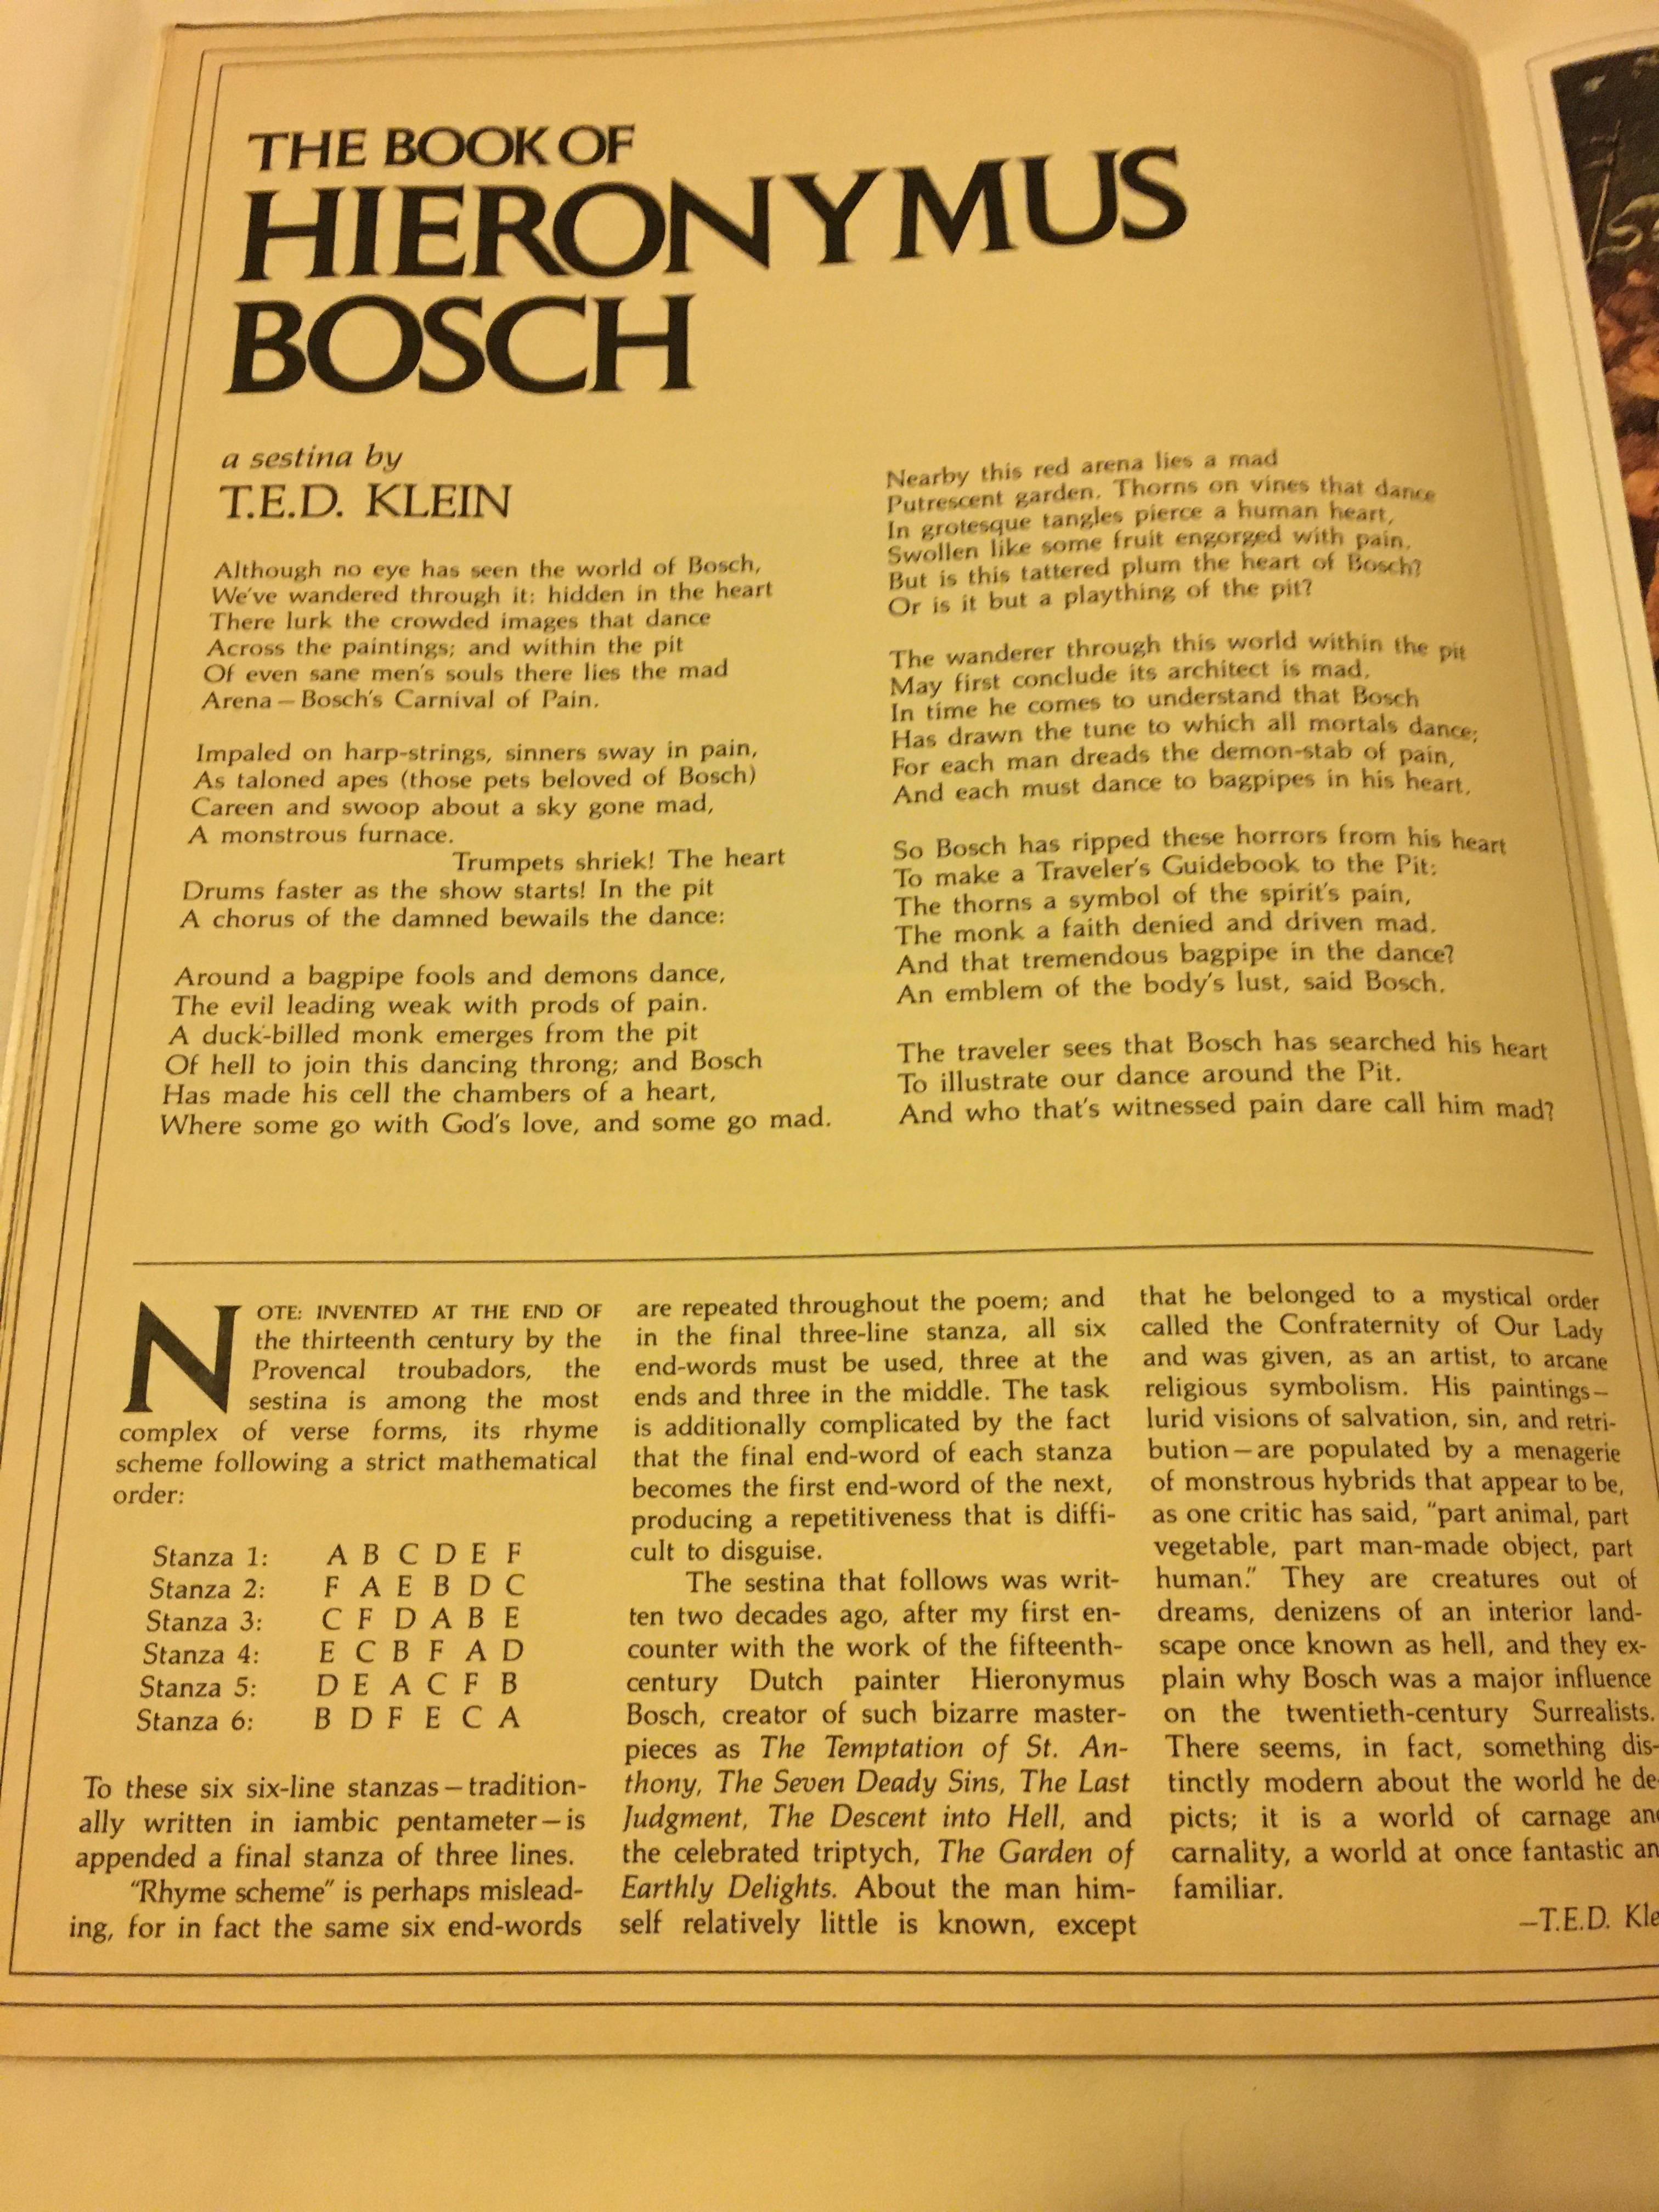 THE BOOK OF
HIERONYMUS
BOSCH
a sestina by
T.E.D. KLEIN
Although no eye has seen the world of Bosch,
We've wandered through it: hidden in the heart
There lurk the crowded images that dance
Across the paintings; and within the pit
Of even sane men's souls there lies the mad
Arena—Bosch's Carnival of Pain.
Impaled on harp-strings, sinners sway in pain,
As taloned apes (those pets beloved of Bosch)
Careen and swoop about a sky gone mad,
A monstrous furnace.
Trumpets shriek! The heart
Drums faster as the show starts! In the pit
A chorus of the damned bewails the dance:
Around a bagpipe fools and demons dance,
The evil leading weak with prods of pain.
A duck-billed monk emerges from the pit
Of hell to join this dancing throng; and Bosch
Has made his cell the chambers of a heart,
Where some go with God's love, and some go mad.
Nearby this red arena lies a mad
Putrescent garden. Thorns on vines that dance
In grotesque tangles pierce a human heart,
Swollen like some fruit engorged with pain.
But is this tattered plum the heart of Bosch?
Or is it but a plaything of the pit?
The wanderer through this world within the pit
May first conclude its architect is mad.
In time he comes to understand that Bosch
Has drawn the tune to which all mortals dance;
For each man dreads the demon-stab of pain,
And each must dance to bagpipes in his heart.
So Bosch has ripped these horrors from his heart
To make a Traveler's Guidebook to the Pit:
The thorns a symbol of the spirit's pain,
The monk a faith denied and driven mad.
And that tremendous bagpipe in the dance?
An emblem of the body's lust, said Bosch.
The traveler sees that Bosch has searched his heart
To illustrate our dance around the Pit.
And who that's witnessed pain dare call him mad?
NOTE: INVENTED AT THE END OF
the thirteenth century by the
Provencal troubadors, the
sestina is among the most
complex of verse forms, its rhyme
scheme following a strict mathematical
order:
Stanza 1: A B C D E F
Stanza 2: F A E B D C
Stanza 3: C F D A B E
Stanza 4: E C B F A D
Stanza 5: D E A C F B
Stanza 6: B D F E C A
To these six six-line stanzas—tradition-
ally written in iambic pentameter—is
appended a final stanza of three lines.
"Rhyme scheme" is perhaps mislead-
ing, for in fact the same six end-words
are repeated throughout the poem; and
in the final three-line stanza, all six
end-words must be used, three at the
ends and three in the middle. The task
is additionally complicated by the fact
that the final end-word of each stanza
becomes the first end-word of the next,
producing a repetitiveness that is diffi-
cult to disguise.
The sestina that follows was writ-
ten two decades ago, after my first en-
counter with the work of the fifteenth-
century Dutch painter Hieronymus
Bosch, creator of such bizarre master-
pieces as The Temptation of St. An-
thony, The Seven Deady Sins, The Last
Judgment, The Descent into Hell, and
the celebrated triptych, The Garden of
Earthly Delights. About the man him-
self relatively little is known, except
that he belonged to a mystical order
called the Confraternity of Our Lady
and was given, as an artist, to arcane
religious symbolism. His paintings—
lurid visions of salvation, sin, and retri-
bution—are populated by a menagerie
of monstrous hybrids that appear to be,
as one critic has said, "part animal, part
vegetable, part man-made object, part
human." They are creatures out of
dreams, denizens of an interior land-
scape once known as hell, and they ex-
plain why Bosch was a major influence
on the twentieth-century Surrealists.
There seems, in fact, something dis-
tinctly modern about the world he de-
picts; it is a world of carnage an
carnality, a world at once fantastic an
familiar.
—T.E.D. Kle